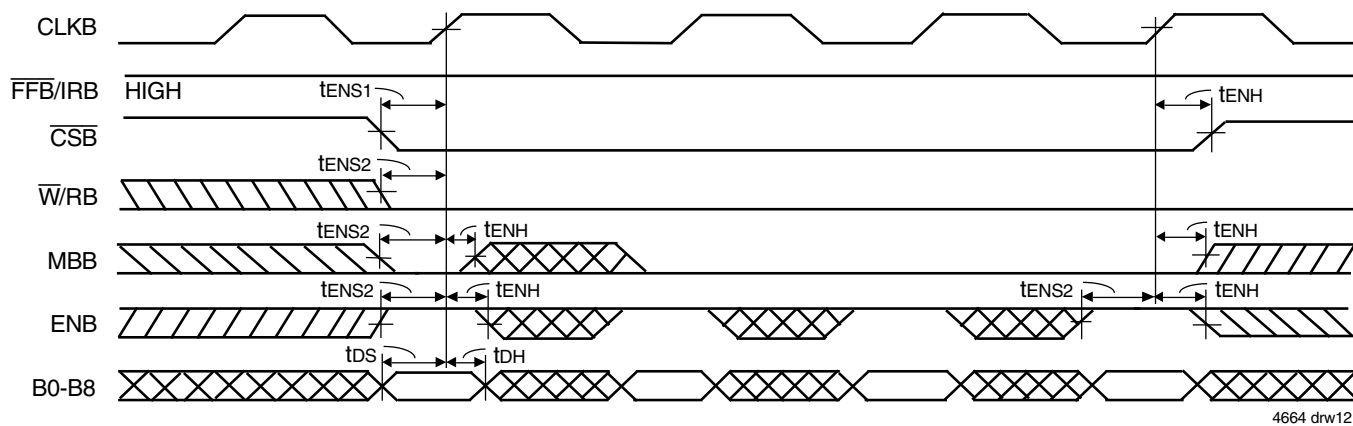 CLKB
FFB/IRB HIGH
tENS1
tENH
CSB
tENS2
W/RB
tENS2
tENH
tENH
MBB
tENS2
tENH
tENS2
tENH
ENB
tDS
tDH
B0-B8
4664 drw12